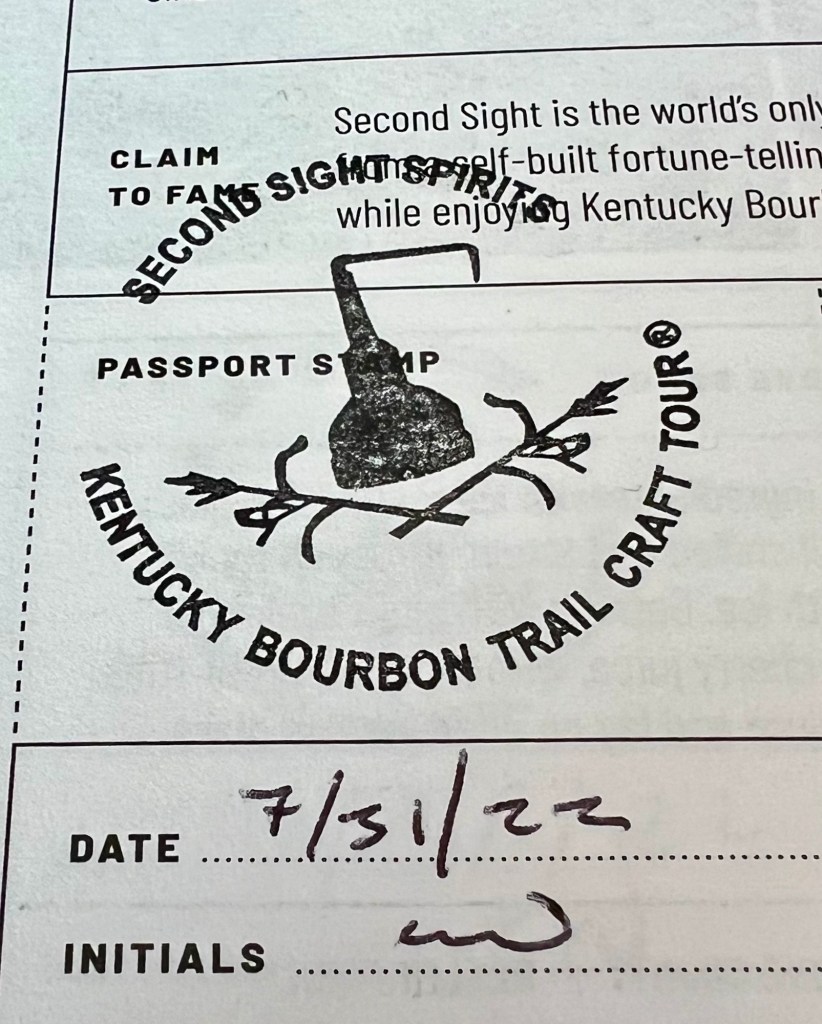 CLAIM
TO FAME
Second Sight is the world's only
from a self-built fortune-tellin
while enjoying Kentucky Bour
SECOND SIGHT SPIRITS
PASSPORT STAMP
KENTUCKY BOURBON TRAIL CRAFT TOUR®
DATE 7/31/22
INITIALS